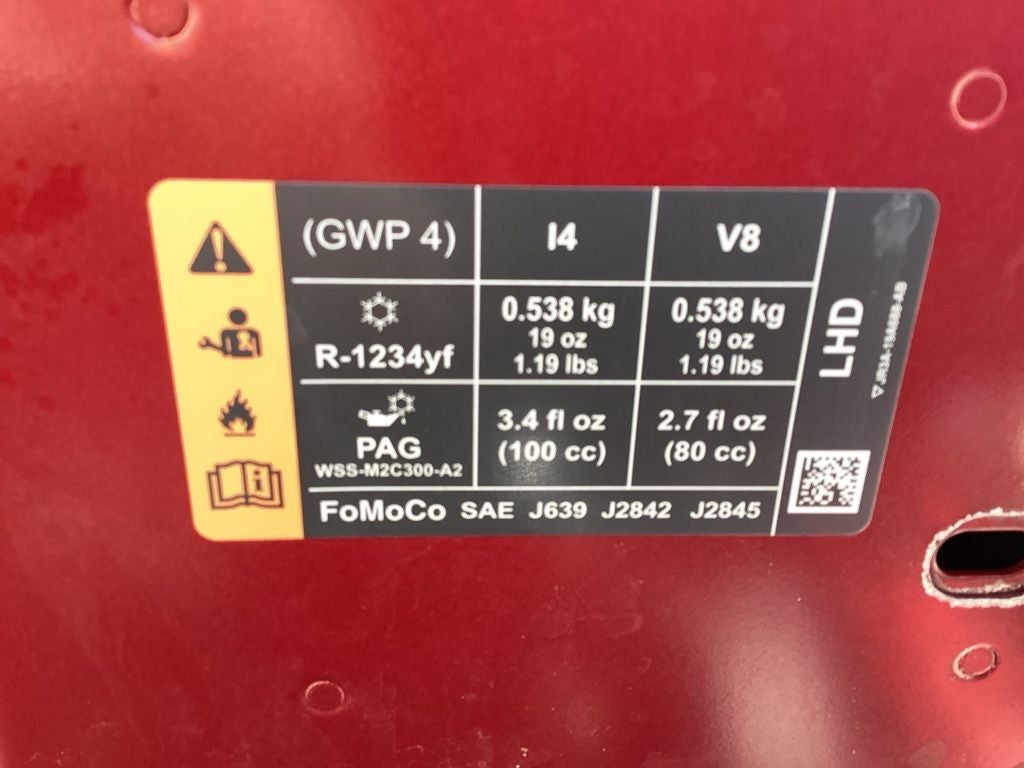 (GWP 4) I4 V8
R-1234yf
0.538 kg
19 oz
1.19 lbs
0.538 kg
19 oz
1.19 lbs
PAG
WSS-M2C300-A2
3.4 fl oz
(100 cc)
2.7 fl oz
(80 cc)
FoMoCo SAE J639 J2842 J2845
LHD